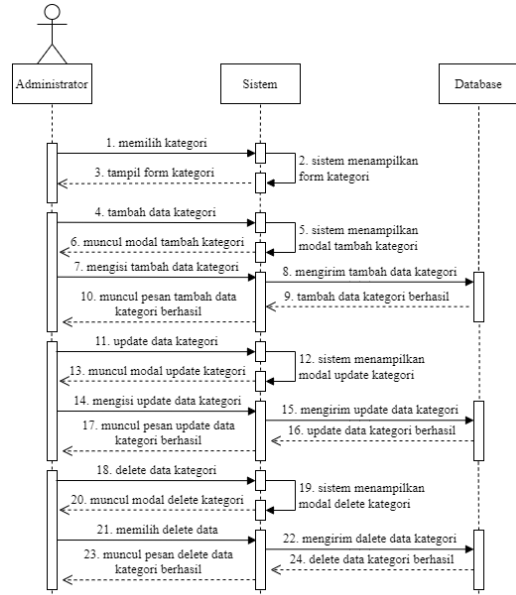 Administrator
Sistem
Database
1. memilih kategori
2. sistem menampilkan
form kategori
3. tampil form kategori
4. tambah data kategori
5. sistem menampilkan
modal tambah kategori
6. muncul modal tambah kategori
7. mengisi tambah data kategori
8. mengirim tambah data kategori
9. tambah data kategori berhasil
10. muncul pesan tambah data
kategori berhasil
11. update data kategori
12. sistem menampilkan
modal update kategori
13. muncul modal update kategori
14. mengisi update data kategori
15. mengirim update data kategori
16. update data kategori berhasil
17. muncul pesan update data
kategori berhasil
18. delete data kategori
19. sistem menampilkan
modal delete kategori
20. muncul modal delete kategori
21. memilih delete data
22. mengirim dalete data kategori
23. muncul pesan delete data
kategori berhasil
24. delete data kategori berhasil